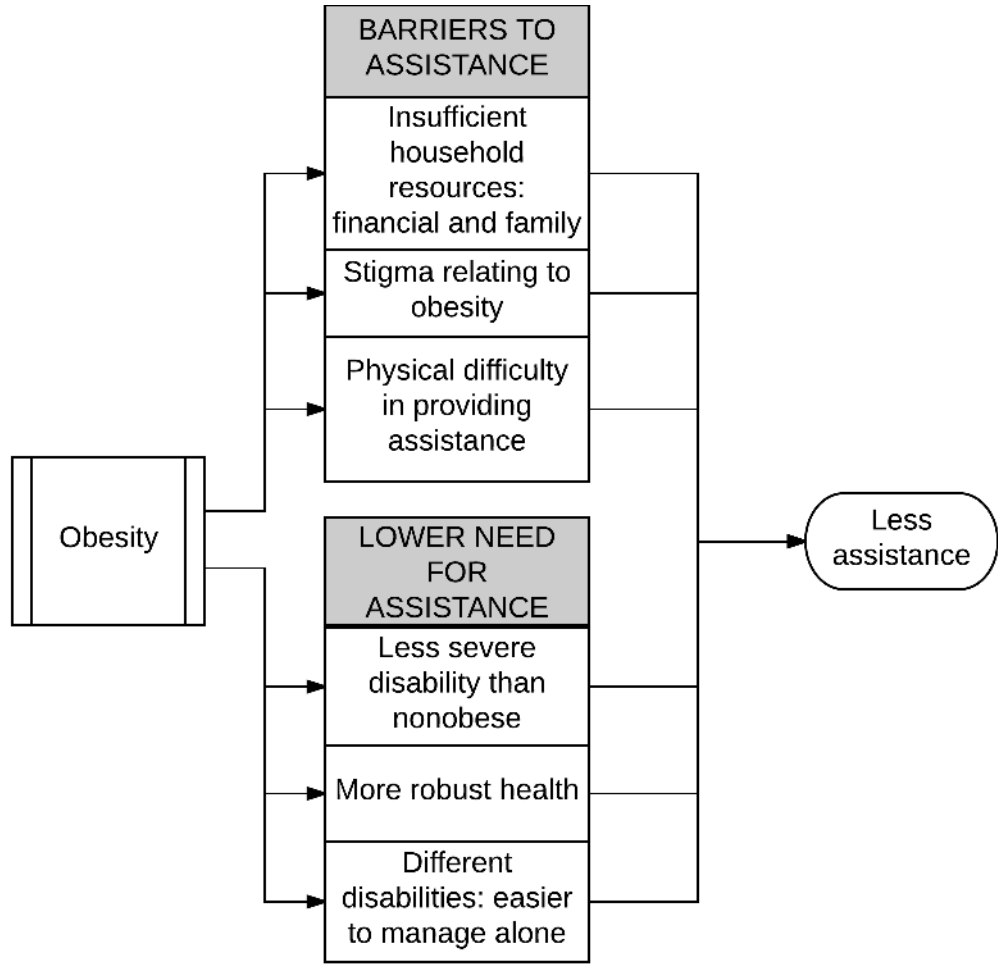 BARRIERS TO
ASSISTANCE
Insufficient
household
resources:
financial and family
Stigma relating to
obesity
Physical difficulty
in providing
assistance
Obesity
LOWER NEED
FOR
ASSISTANCE
Less severe
disability than
nonobese
More robust health
Different
disabilities: easier
to manage alone
Less
assistance